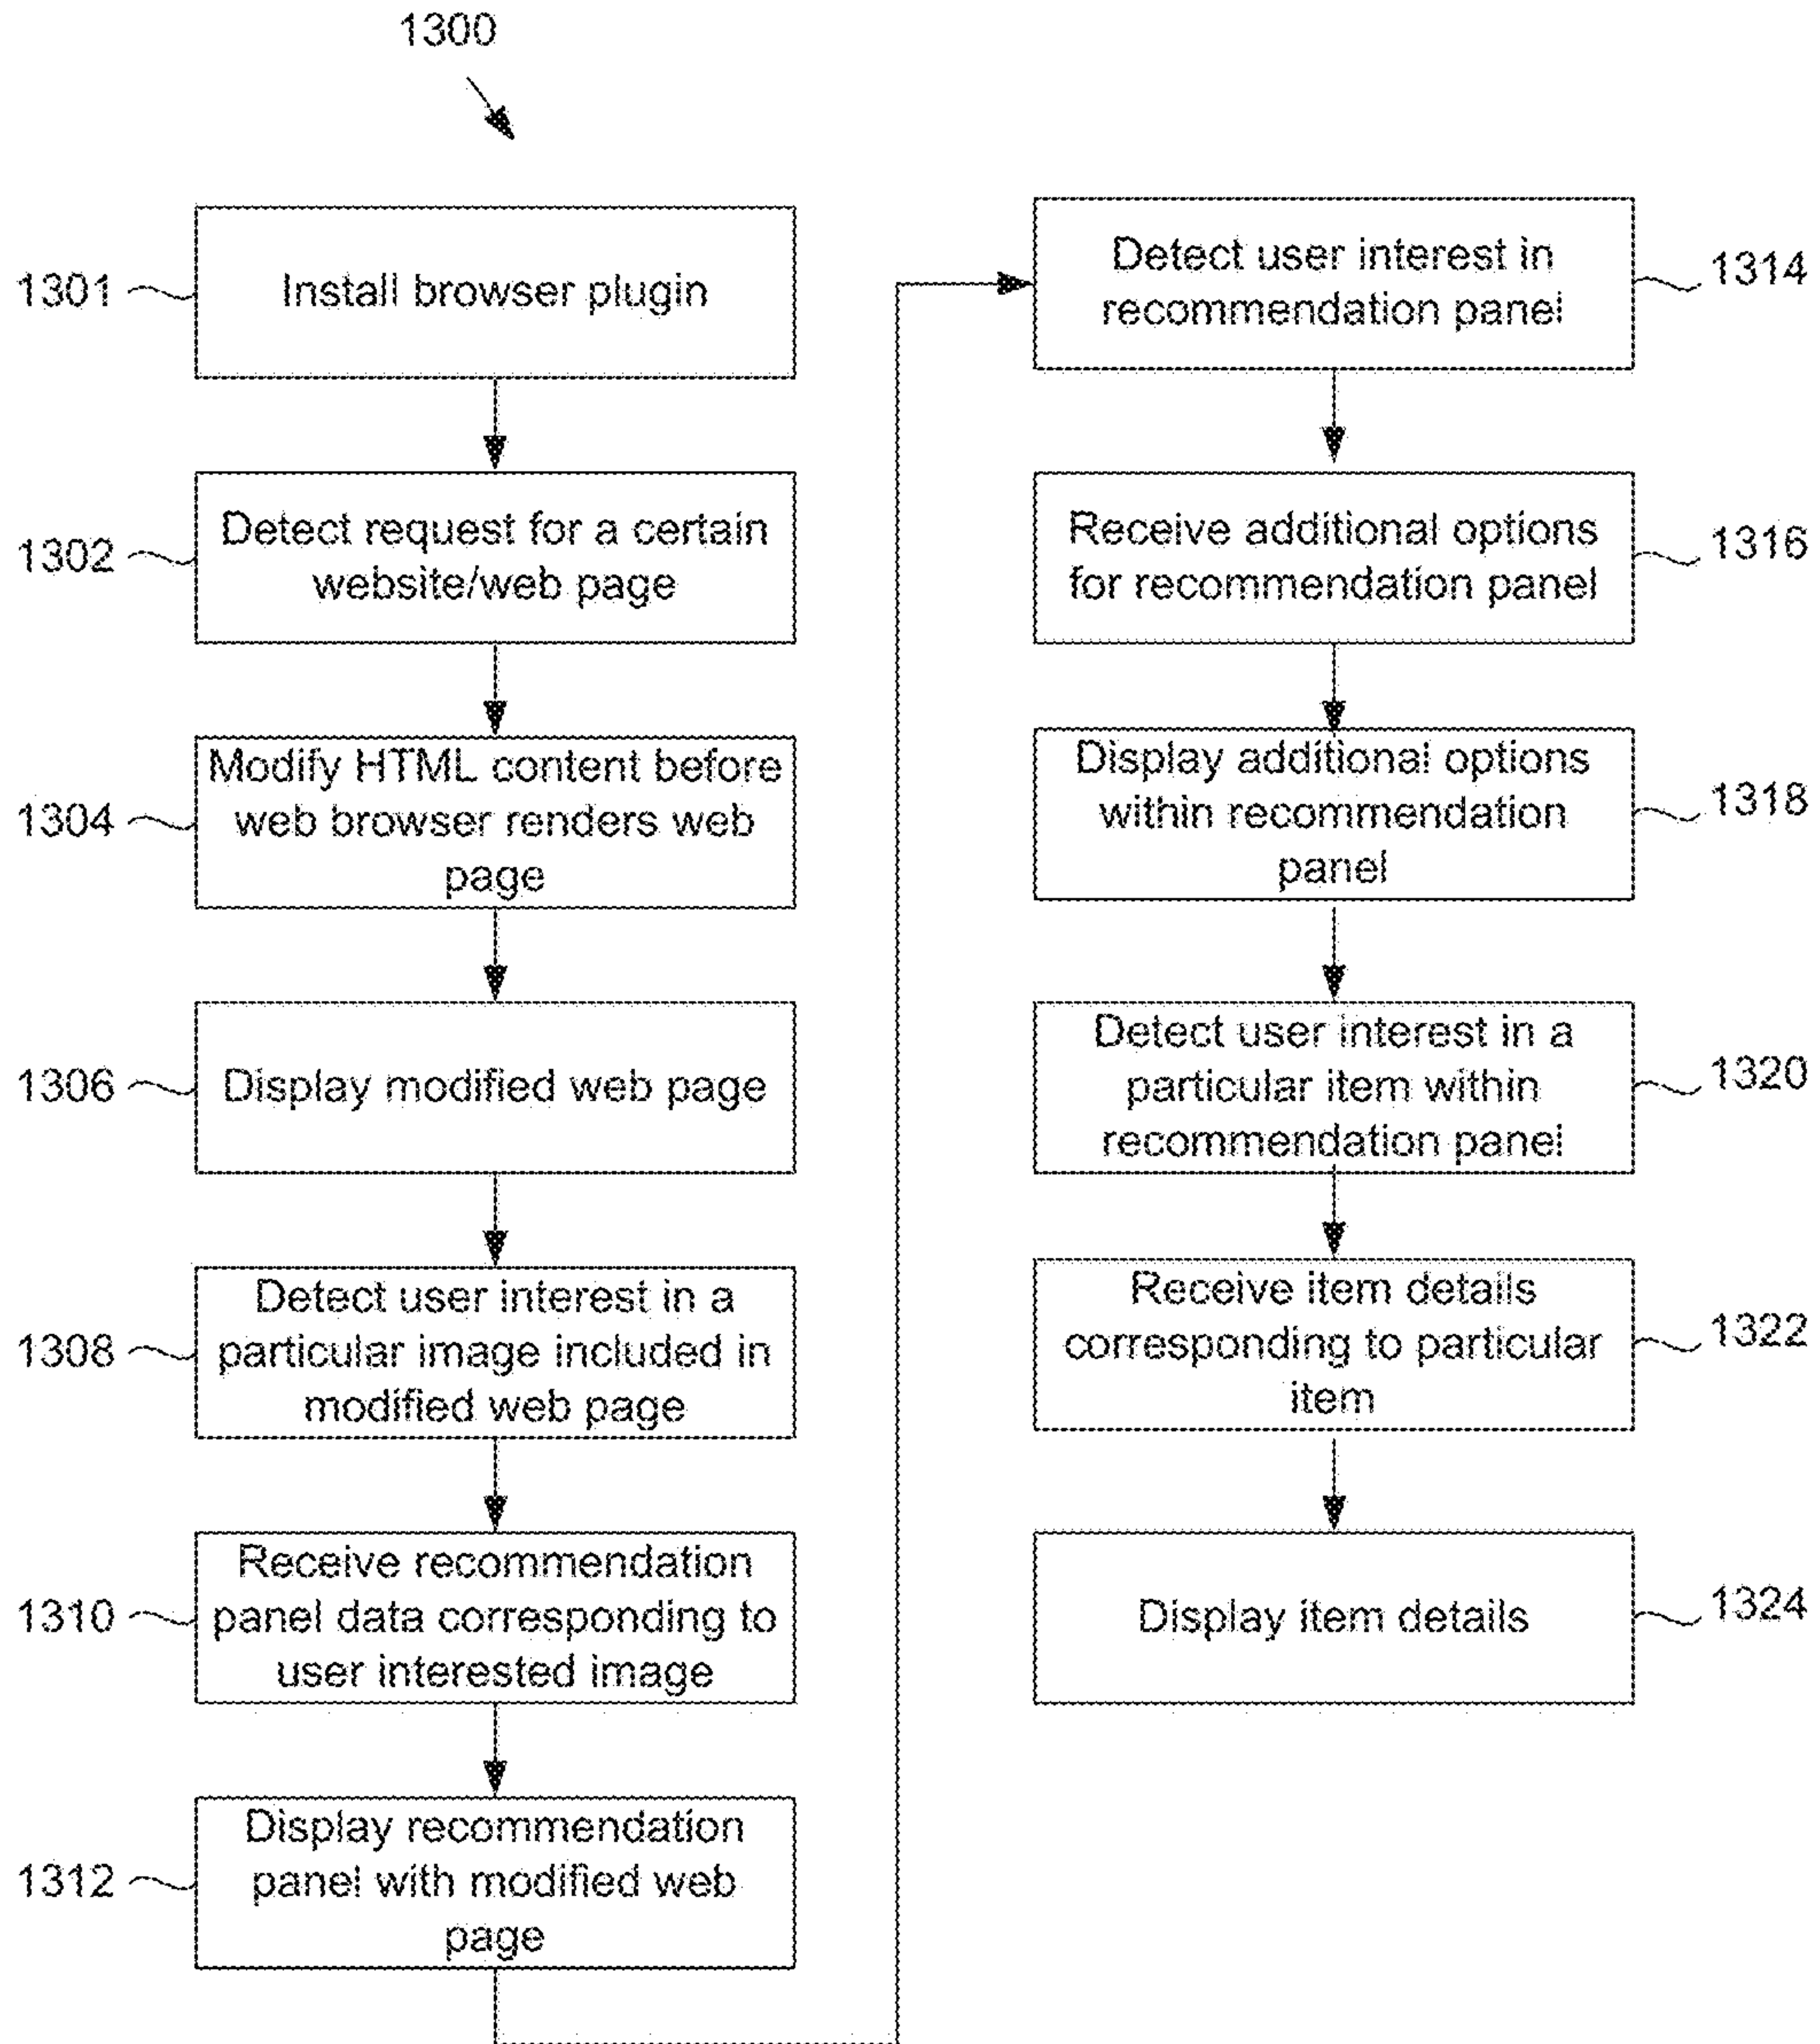 1300
1301
Install browser plugin
1302
Detect request for a certain
website/web page
1304
Modify HTML content before
web browser renders web
page
1306
Display modified web page
1308
Detect user interest in a
particular image included in
modified web page
1310
Receive recommendation
panel data corresponding to
user interested image
1312
Display recommendation
panel with modified web
page
Detect user interest in
recommendation panel
1314
Receive additional options
for recommendation panel
1316
Display additional options
within recommendation
panel
1318
Detect user interest in a
particular item within
recommendation panel
1320
Receive item details
corresponding to particular
item
1322
Display item details
1324